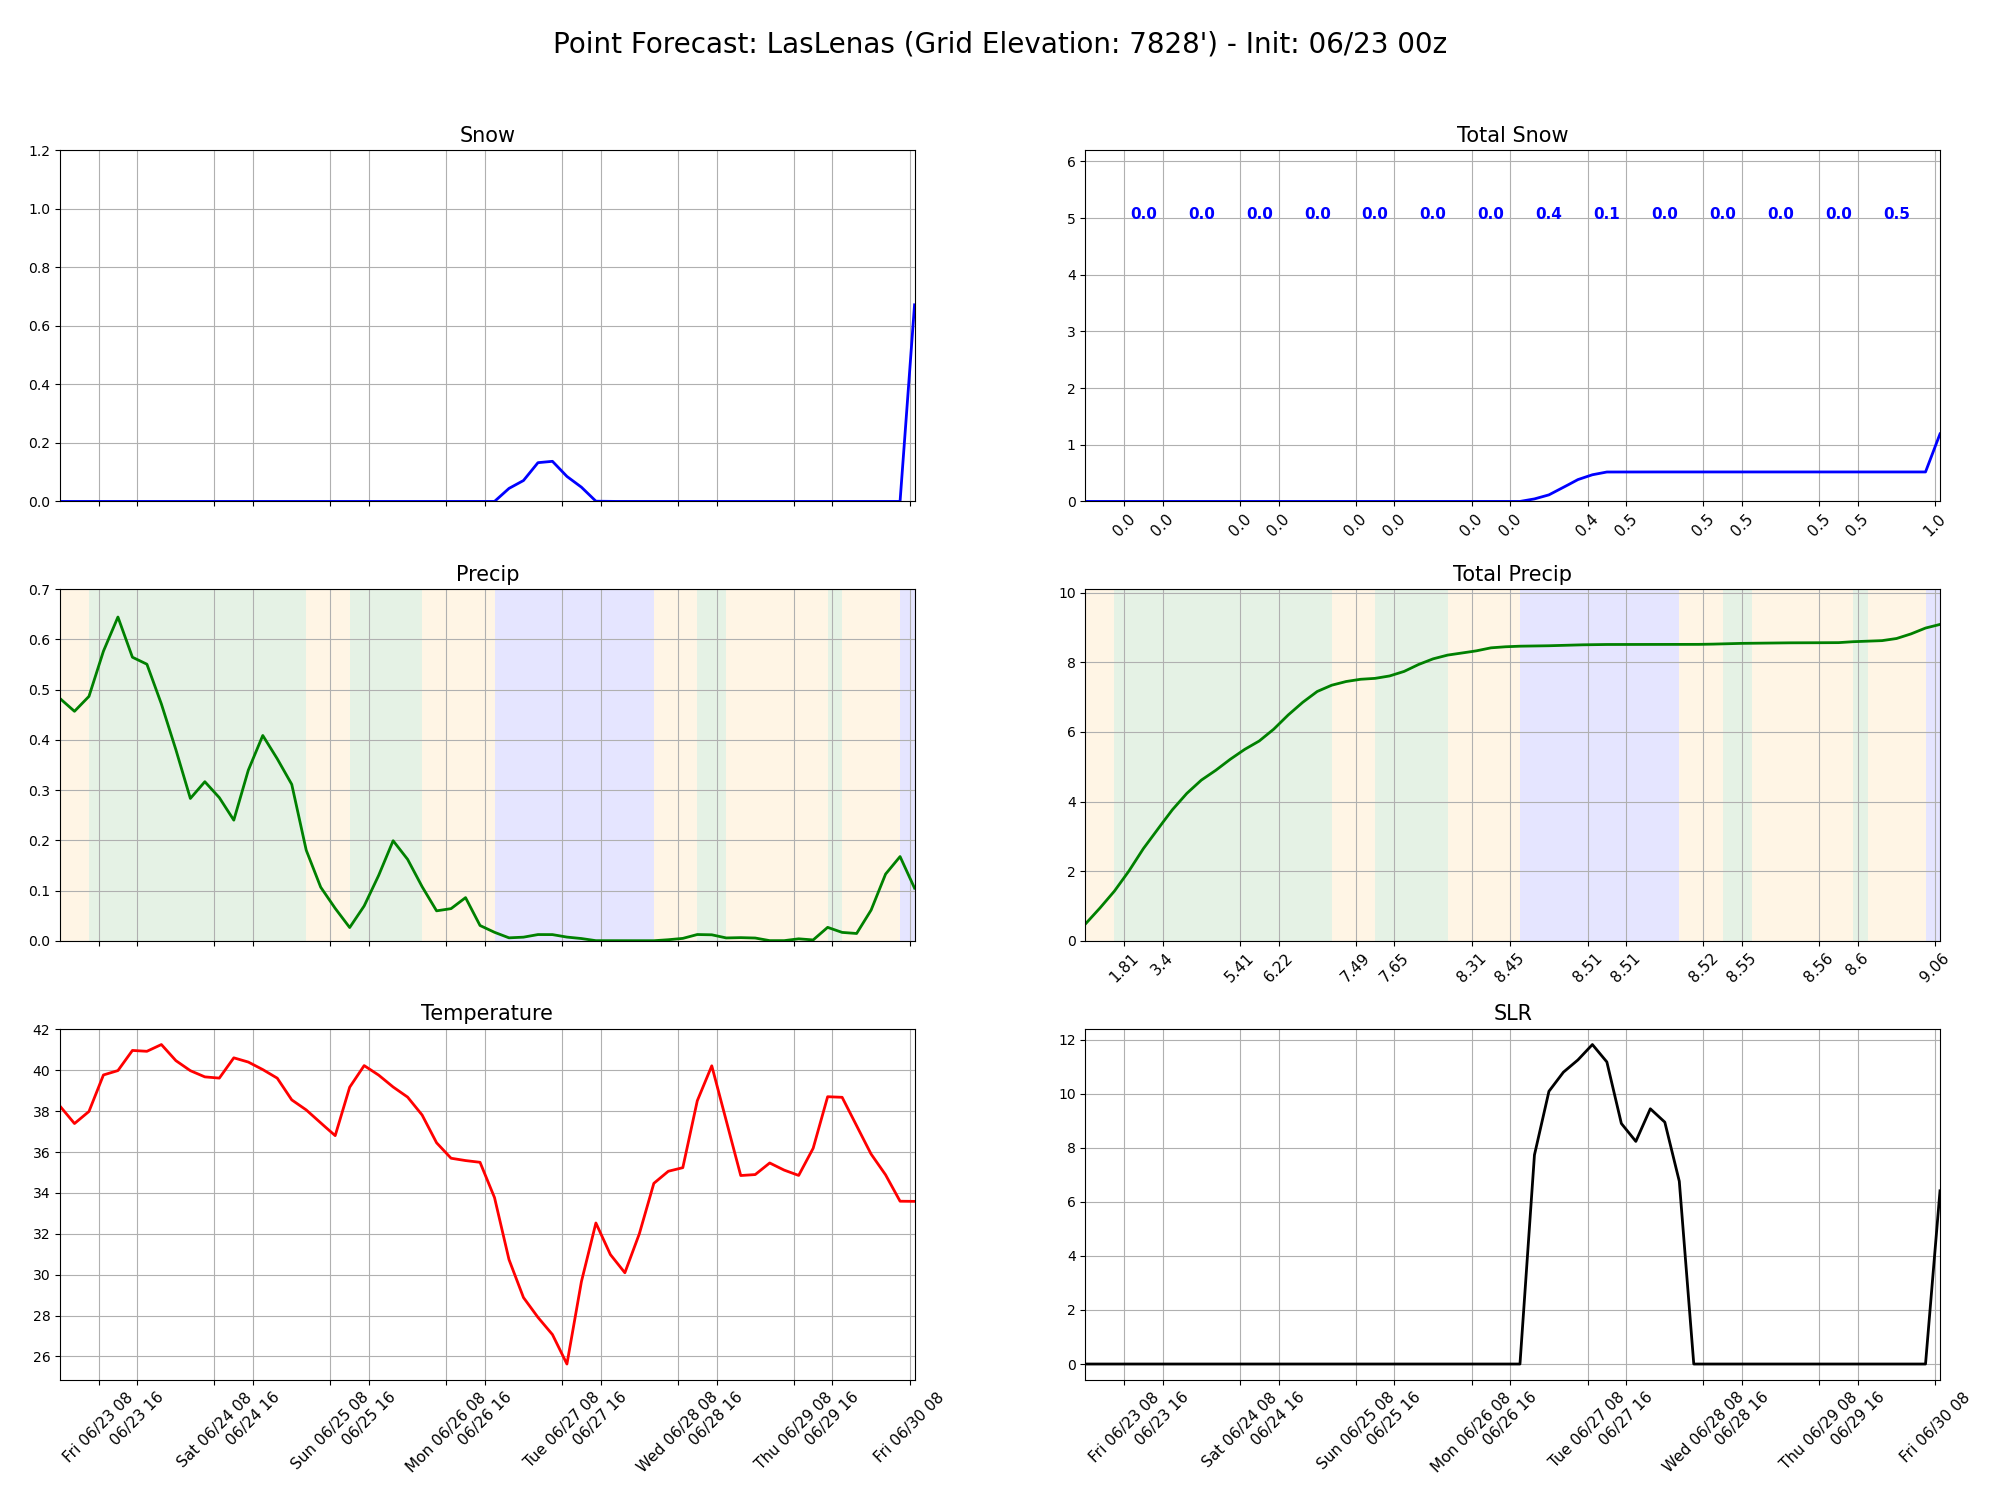 Point Forecast: LasLenas (Grid Elevation: 7828') - Init: 06/23 00z
Snow
1.2
1.0
0.8
0.6
0.4
0.2
0.0
Total Snow
6
5
4
3
2
1
0
0.0 0.0 0.0 0.0 0.0 0.0 0.0 0.4 0.1 0.0 0.0 0.0 0.0 0.5
0.0 0.0 0.0 0.0 0.0 0.0 0.0 0.0 0.4 0.5 0.5 0.5 0.5 0.5 1.0
Precip
0.7
0.6
0.5
0.4
0.3
0.2
0.1
0.0
Total Precip
10
8
6
4
2
0
1.81 3.4 5.41 6.22 7.49 7.65 8.31 8.45 8.51 8.51 8.52 8.55 8.56 8.6 9.06
Temperature
42
40
38
36
34
32
30
28
26
Fri 06/23 08
06/23 16
Sat 06/24 08
06/24 16
Sun 06/25 08
06/25 16
Mon 06/26 08
06/26 16
Tue 06/27 08
06/27 16
Wed 06/28 08
06/28 16
Thu 06/29 08
06/29 16
Fri 06/30 08
SLR
12
10
8
6
4
2
0
Fri 06/23 08
06/23 16
Sat 06/24 08
06/24 16
Sun 06/25 08
06/25 16
Mon 06/26 08
06/26 16
Tue 06/27 08
06/27 16
Wed 06/28 08
06/28 16
Thu 06/29 08
06/29 16
Fri 06/30 08